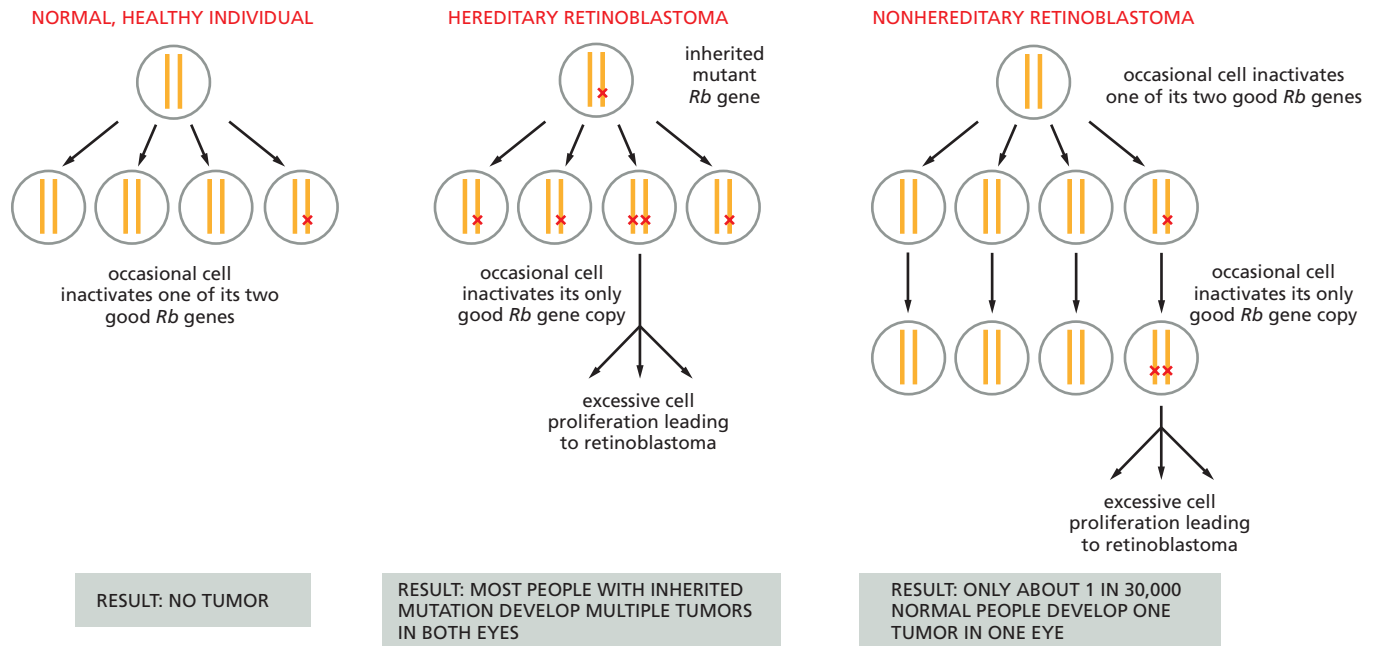 NORMAL, HEALTHY INDIVIDUAL
occasional cell
inactivates one of its two
good Rb genes
RESULT: NO TUMOR
HEREDITARY RETINOBLASTOMA
inherited
mutant
Rb gene
occasional cell
inactivates its only
good Rb gene copy
excessive cell
proliferation leading
to retinoblastoma
RESULT: MOST PEOPLE WITH INHERITED
MUTATION DEVELOP MULTIPLE TUMORS
IN BOTH EYES
NONHEREDITARY RETINOBLASTOMA
occasional cell inactivates
one of its two good Rb genes
occasional cell
inactivates its only
good Rb gene copy
excessive cell
proliferation leading
to retinoblastoma
RESULT: ONLY ABOUT 1 IN 30,000
NORMAL PEOPLE DEVELOP ONE
TUMOR IN ONE EYE